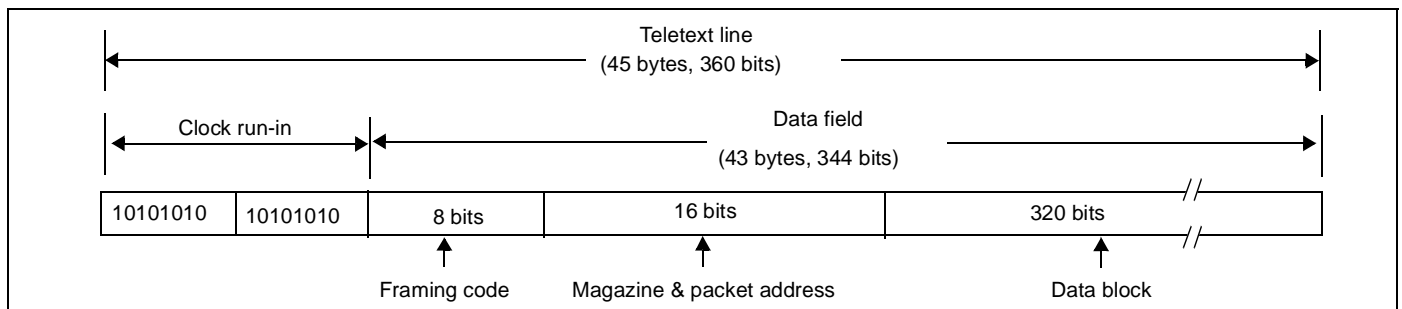 Teletext line
(45 bytes, 360 bits)
Clock run-in
Data field
(43 bytes, 344 bits)
10101010 10101010 8 bits 16 bits 320 bits
Framing code Magazine & packet address Data block